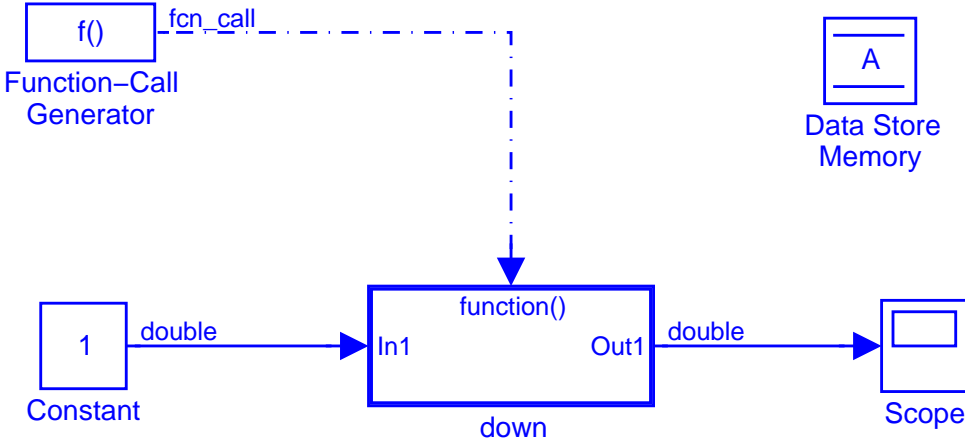 f()
fcn_call
Function−Call
Generator
A
Data Store
Memory
function()
1
double
In1
Out1
double
Constant
down
Scope